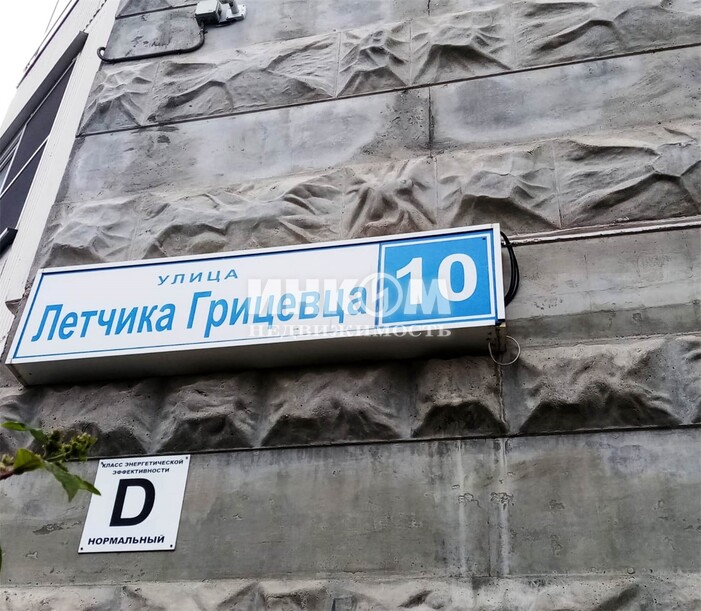 УЛИЦА
Летчика Грицевца 10
ИНКОМ
НЕДВИЖИМОСТЬ
КЛАСС ЭНЕРГЕТИЧЕСКОЙ
ЭФФЕКТИВНОСТИ
D
НОРМАЛЬНЫЙ